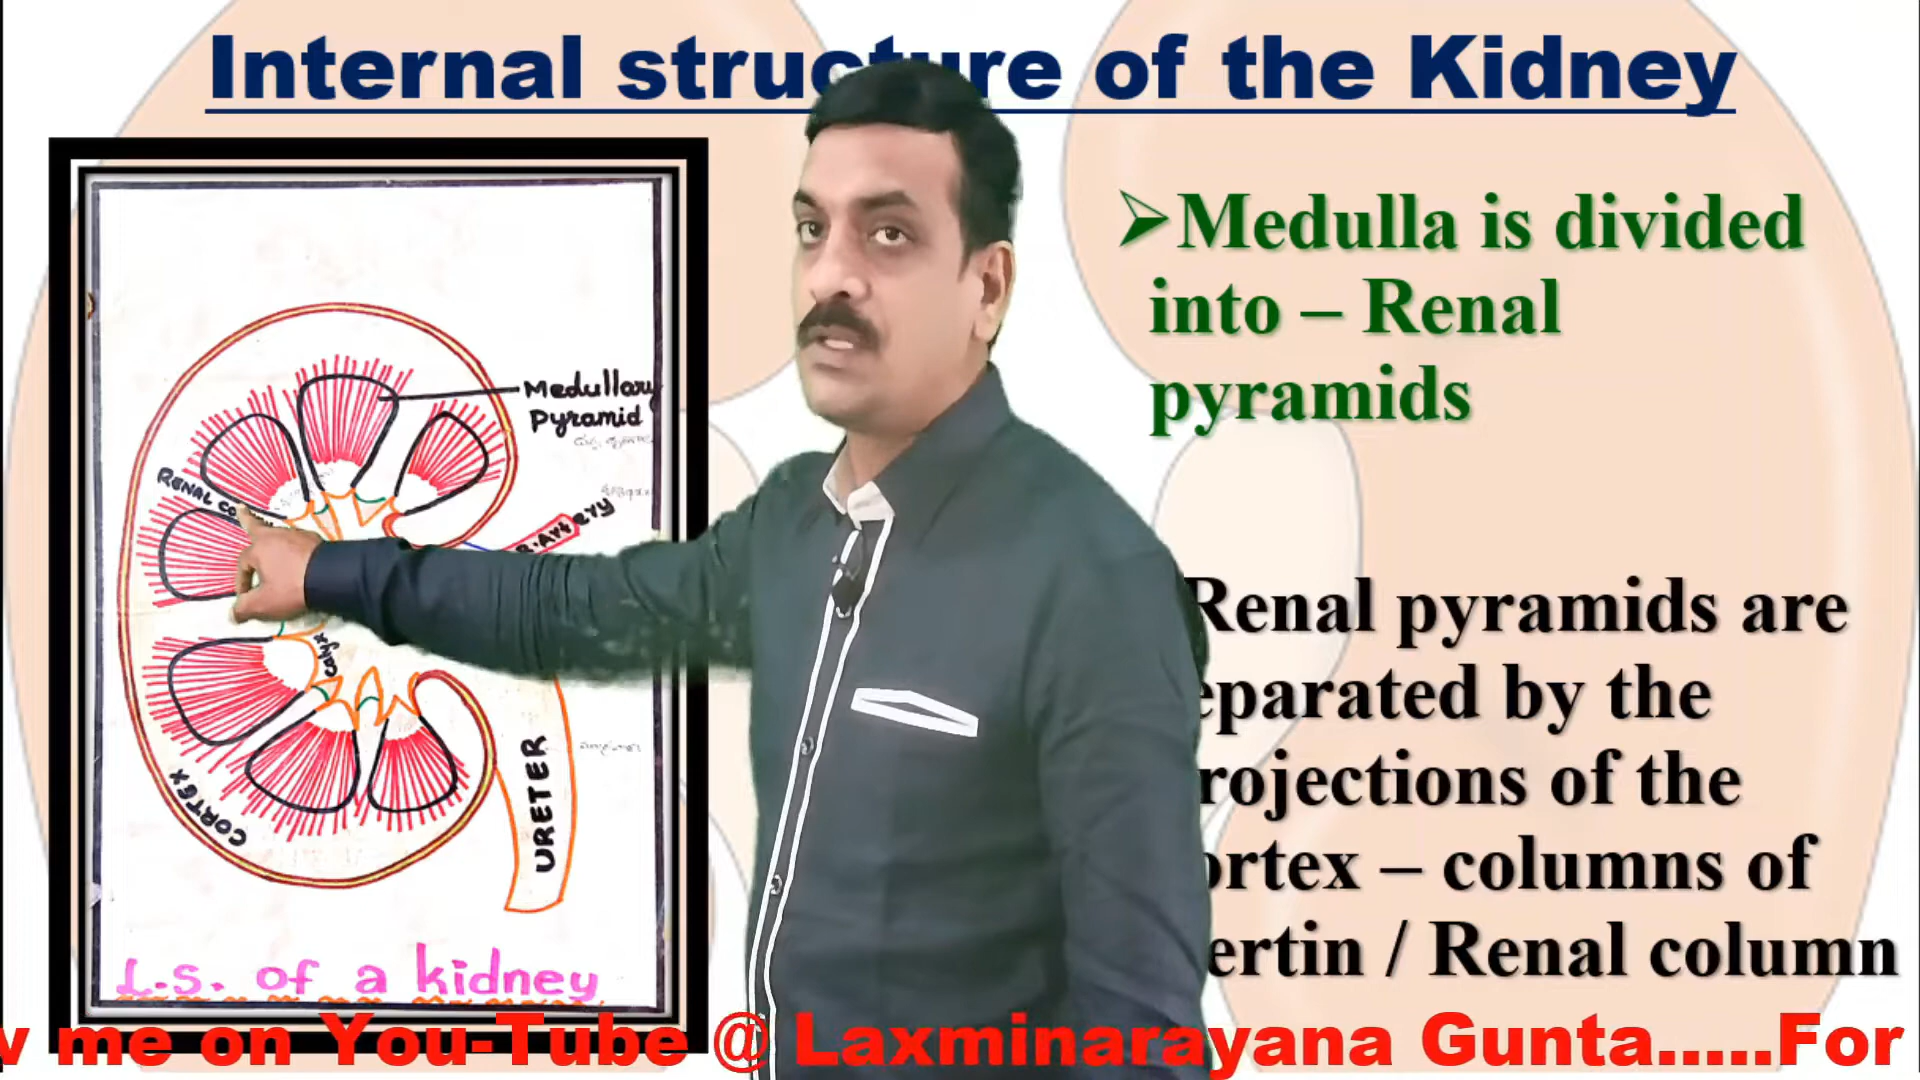 Internal structure of the Kidney
➢Medulla is divided
into – Renal
pyramids
Renal pyramids are
eparated by the
rojections of the
ortex – columns of
ertin / Renal column
Medullary
Pyramid
RENAL CO
R. Artery
Calyx
CORTEX
URETER
L.S. of a kidney
me on You-Tube @ Laxminarayana Gunta.....For